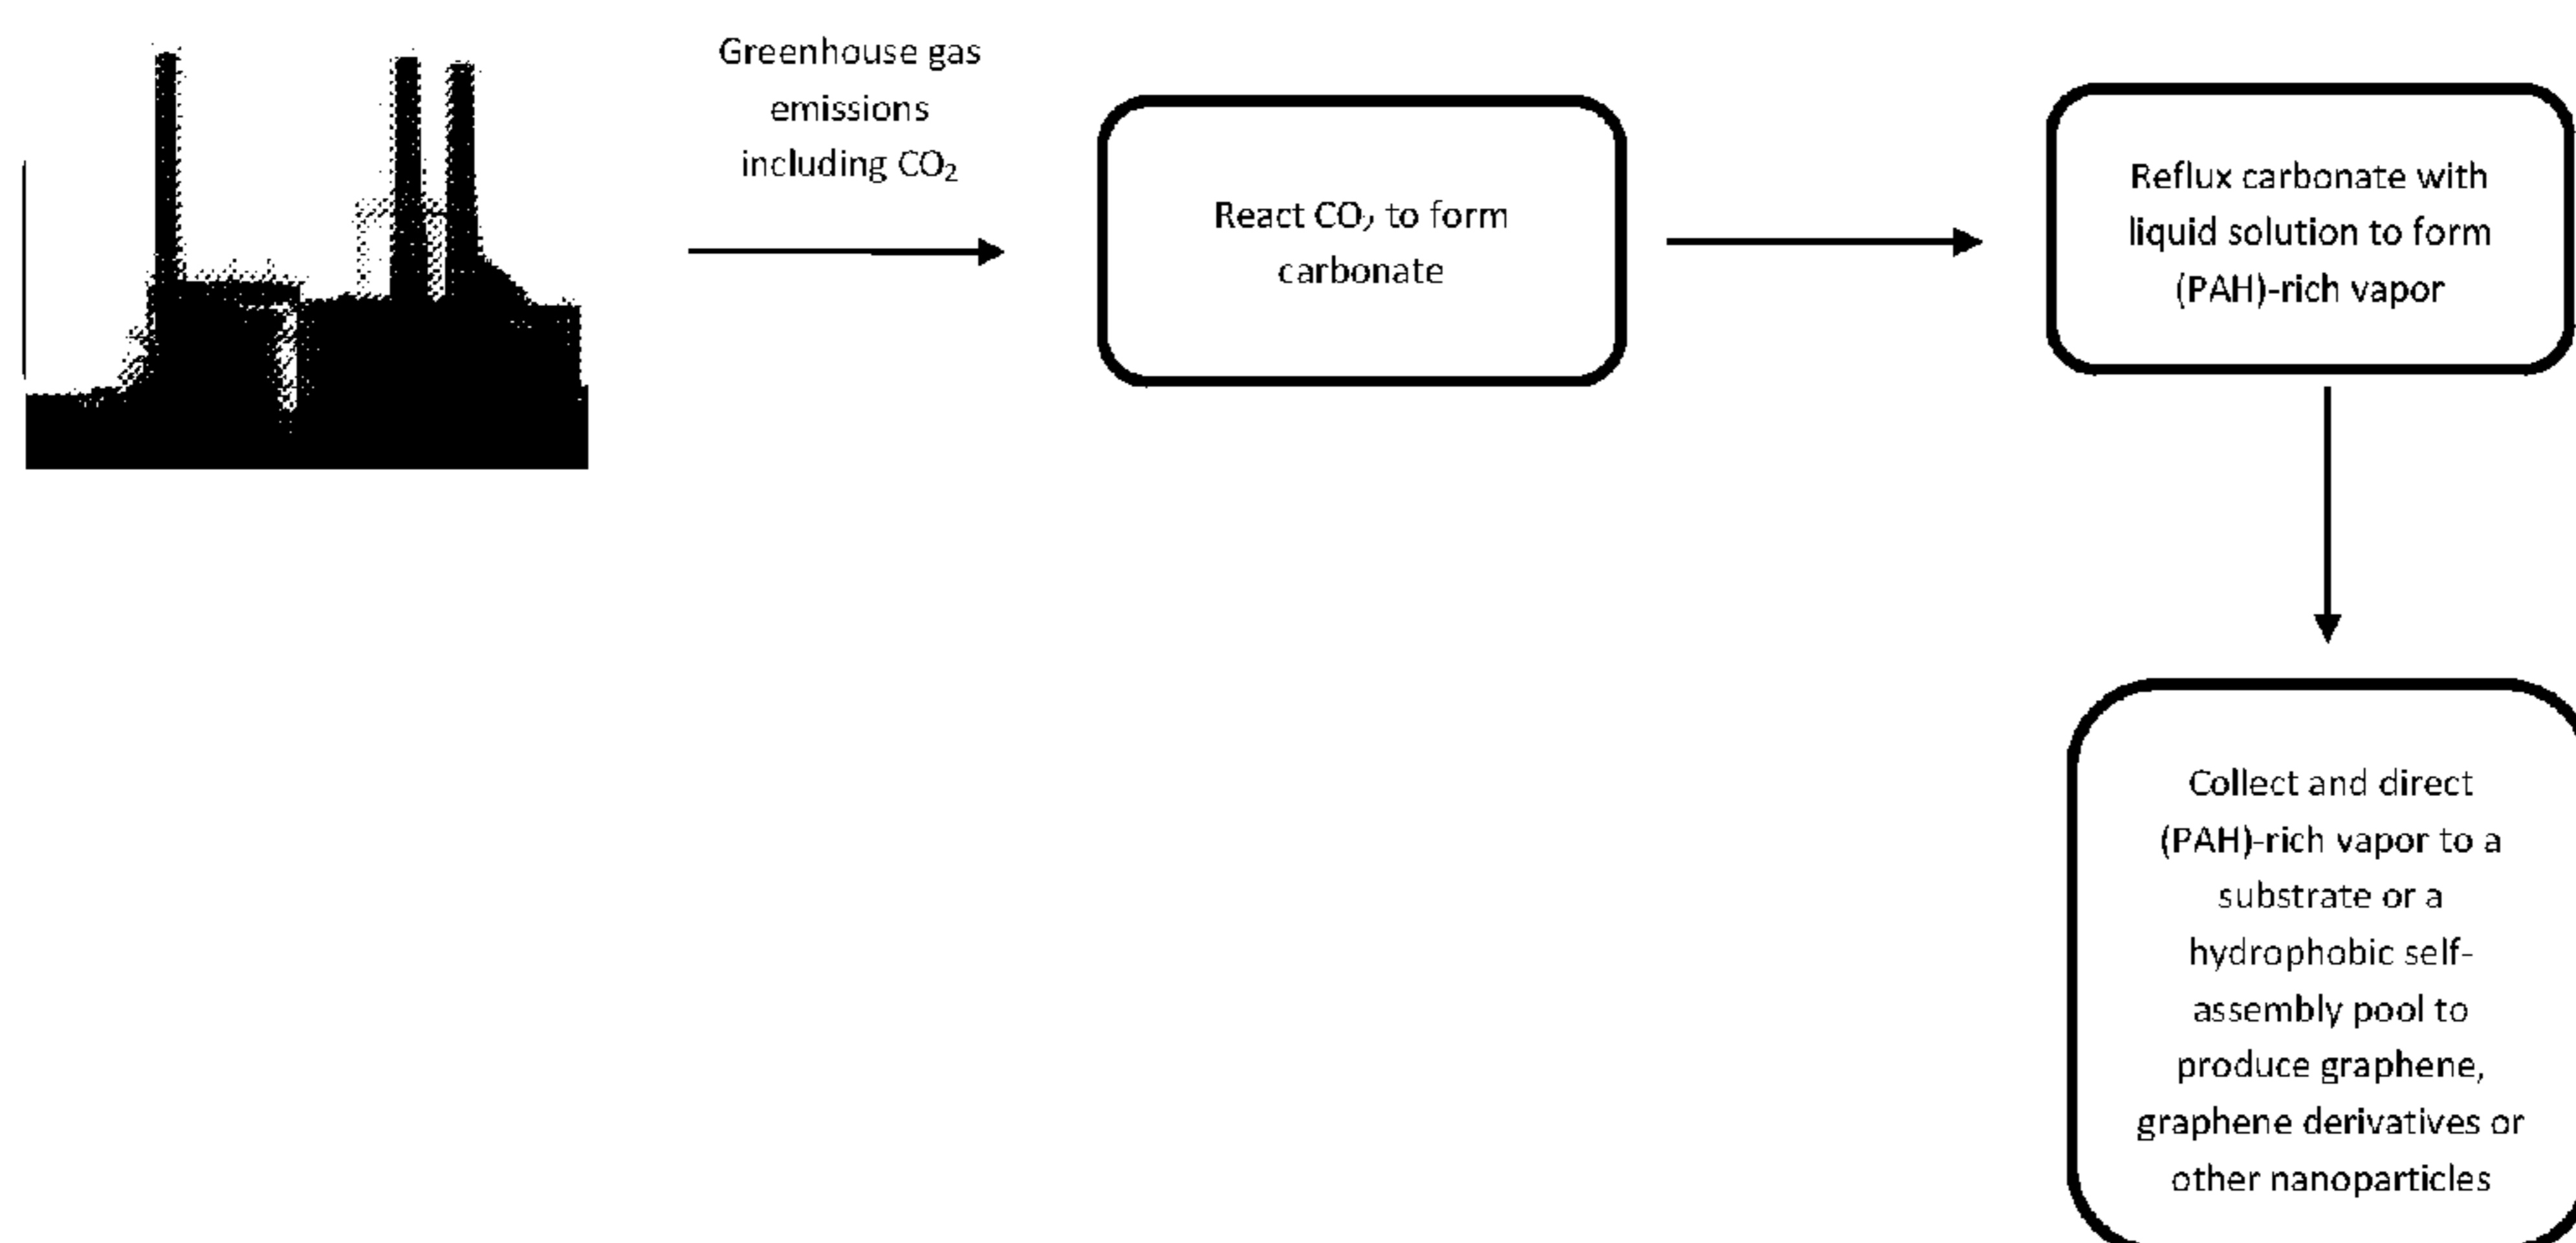 Greenhouse gas
emissions
including CO₂
React CO₂ to form
carbonate
Reflux carbonate with
liquid solution to form
(PAH)-rich vapor
Collect and direct
(PAH)-rich vapor to a
substrate or a
hydrophobic self-
assembly pool to
produce graphene,
graphene derivatives or
other nanoparticles